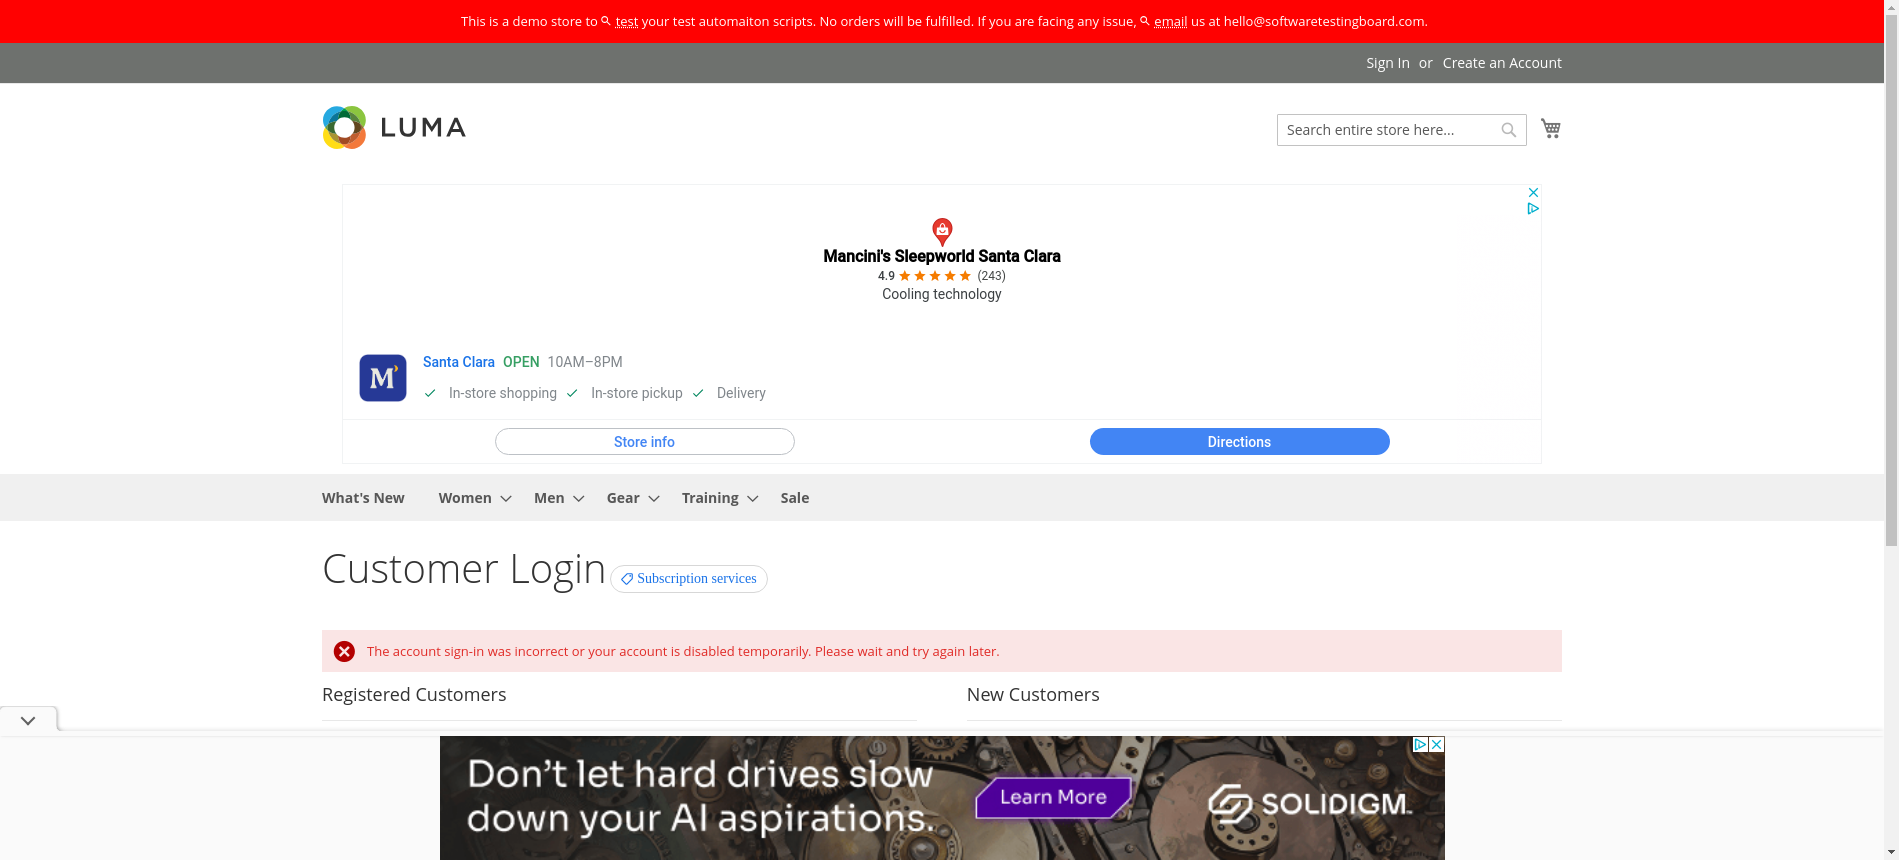 This is a demo store to test your test automaiton scripts. No orders will be fulfilled. If you are facing any issue, email us at hello@softwaretestingboard.com.
Sign In or Create an Account
LUMA
Search entire store here...
Mancini's Sleepworld Santa Clara
4.9 (243)
Cooling technology
M
Santa Clara OPEN 10AM–8PM
In-store shopping In-store pickup Delivery
Store info Directions
What's New Women Men Gear Training Sale
Customer Login Subscription services
The account sign-in was incorrect or your account is disabled temporarily. Please wait and try again later.
Registered Customers New Customers
Don't let hard drives slow
down your AI aspirations.
Learn More
SOLIDIGM